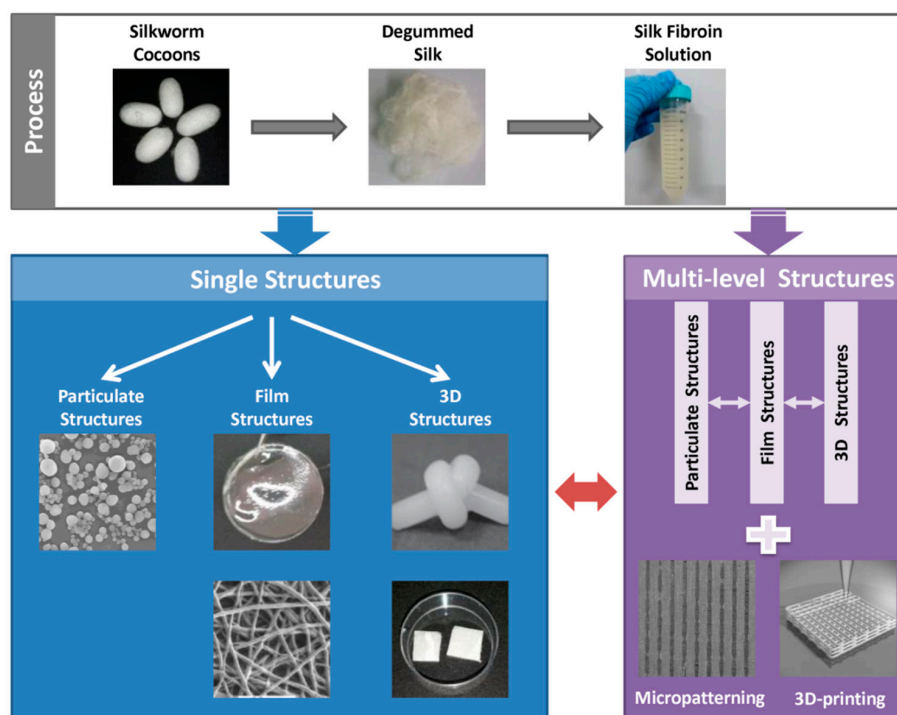 Process
Silkworm
Cocoons
Degummed
Silk
Silk Fibroin
Solution
Single Structures
Particulate
Structures
Film
Structures
3D
Structures
Multi-level Structures
Particulate Structures
Film Structures
3D Structures
Micropatterning
3D-printing